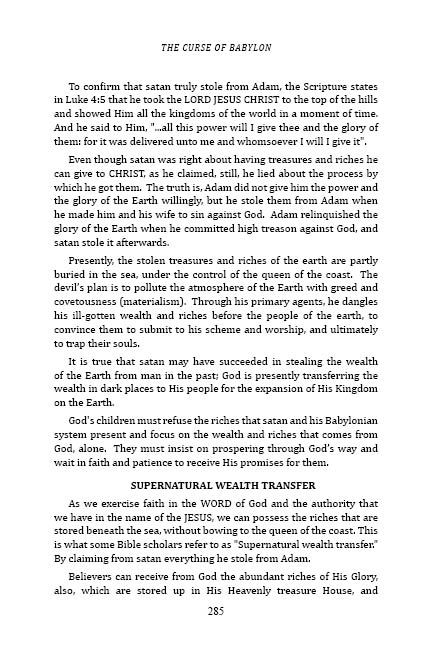 THE CURSE OF BABYLON
To confirm that satan truly stole from Adam, the Scripture states
in Luke 4:5 that he took the LORD JESUS CHRIST to the top of the hills
and showed Him all the kingdoms of the world in a moment of time.
And he said to Him, "...all this power will I give thee and the glory of
them: for it was delivered unto me and whomsoever I will I give it".
Even though satan was right about having treasures and riches he
can give to CHRIST, as he claimed, still, he lied about the process by
which he got them. The truth is, Adam did not give him the power and
the glory of the Earth willingly, but he stole them from Adam when
he made him and his wife to sin against God. Adam relinquished the
glory of the Earth when he committed high treason against God, and
satan stole it afterwards.
Presently, the stolen treasures and riches of the earth are partly
buried in the sea, under the control of the queen of the coast. The
devil's plan is to pollute the atmosphere of the Earth with greed and
covetousness (materialism). Through his primary agents, he dangles
his ill-gotten wealth and riches before the people of the earth, to
convince them to submit to his scheme and worship, and ultimately
to trap their souls.
It is true that satan may have succeeded in stealing the wealth
of the Earth from man in the past; God is presently transferring the
wealth in dark places to His people for the expansion of His Kingdom
on the Earth.
God's children must refuse the riches that satan and his Babylonian
system present and focus on the wealth and riches that comes from
God, alone. They must insist on prospering through God's way and
wait in faith and patience to receive His promises for them.
SUPERNATURAL WEALTH TRANSFER
As we exercise faith in the WORD of God and the authority that
we have in the name of the JESUS, we can possess the riches that are
stored beneath the sea, without bowing to the queen of the coast. This
is what some Bible scholars refer to as "Supernatural wealth transfer."
By claiming from satan everything he stole from Adam.
Believers can receive from God the abundant riches of His Glory,
also, which are stored up in His Heavenly treasure House, and
285